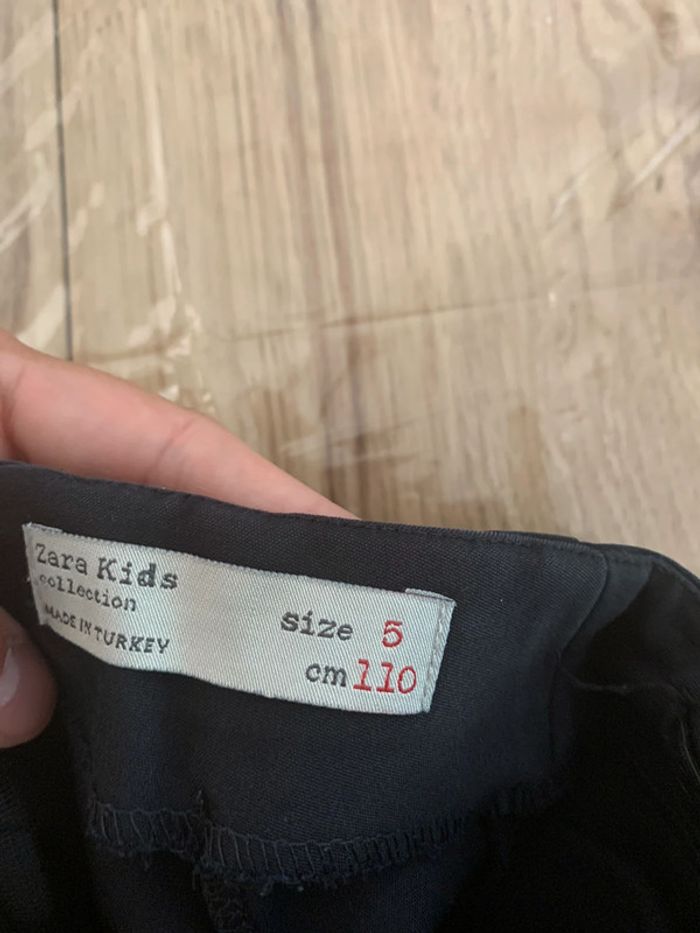 Zara Kids
collection
MADE IN TURKEY
size 5
cm 110